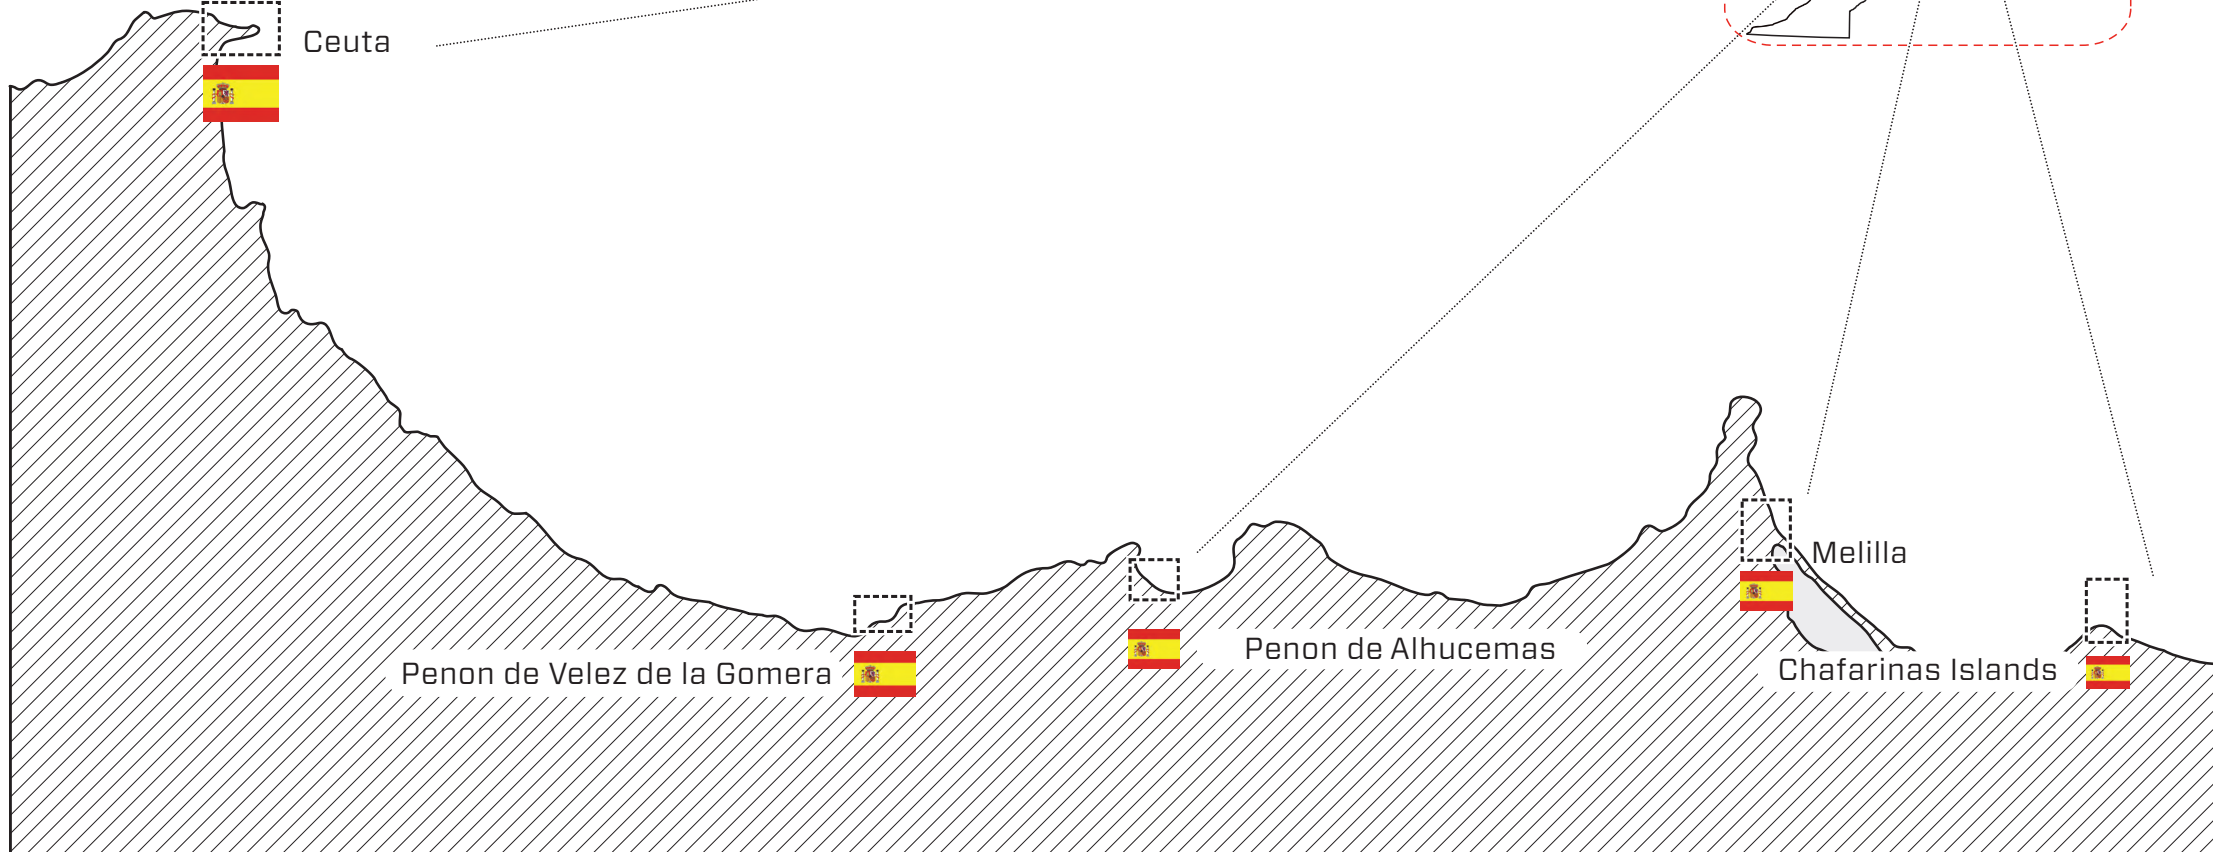 Ceuta
Melilla
Penon de Alhucemas
Penon de Velez de la Gomera
Chafarinas Islands